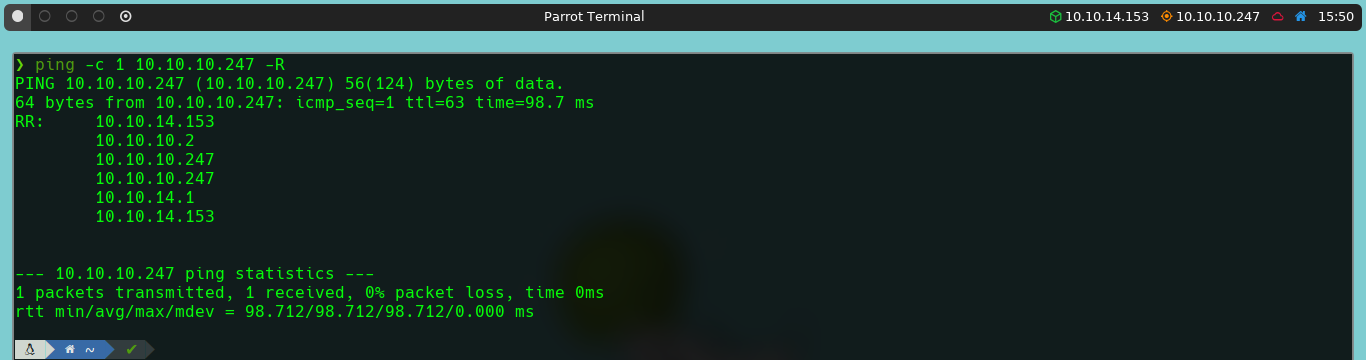 Parrot Terminal
10.10.14.153 10.10.10.247 15:50
❯ ping -c 1 10.10.10.247 -R
PING 10.10.10.247 (10.10.10.247) 56(124) bytes of data.
64 bytes from 10.10.10.247: icmp_seq=1 ttl=63 time=98.7 ms
RR:     10.10.14.153
        10.10.10.2
        10.10.10.247
        10.10.10.247
        10.10.14.1
        10.10.14.153
--- 10.10.10.247 ping statistics ---
1 packets transmitted, 1 received, 0% packet loss, time 0ms
rtt min/avg/max/mdev = 98.712/98.712/98.712/0.000 ms
~ ✔